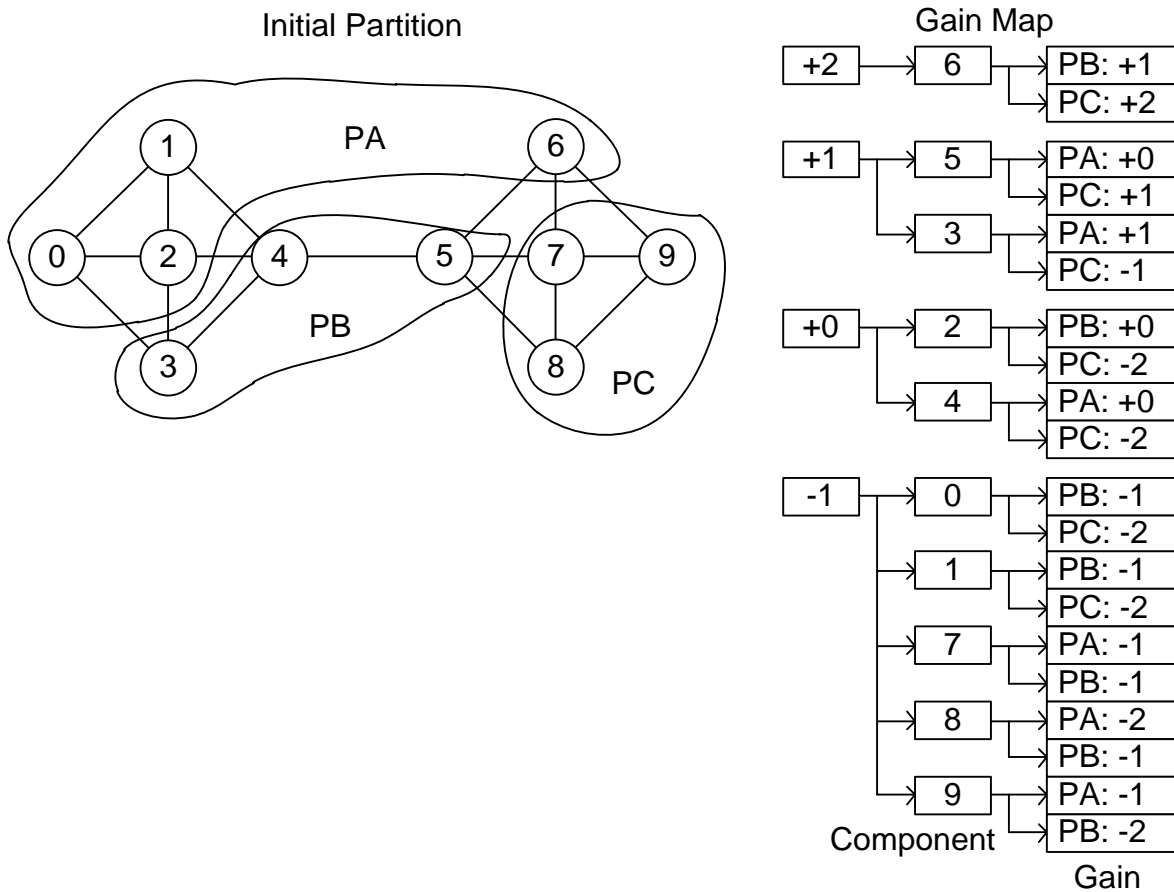 Initial Partition
PA
1
6
0
2
4
5
7
9
PB
3
8
PC
Gain Map
+2
6
PB: +1
PC: +2
+1
5
PA: +0
PC: +1
3
PA: +1
PC: -1
+0
2
PB: +0
PC: -2
4
PA: +0
PC: -2
-1
0
PB: -1
PC: -2
1
PB: -1
PC: -2
7
PA: -1
PB: -1
8
PA: -2
PB: -1
9
PA: -1
PB: -2
Component
Gain